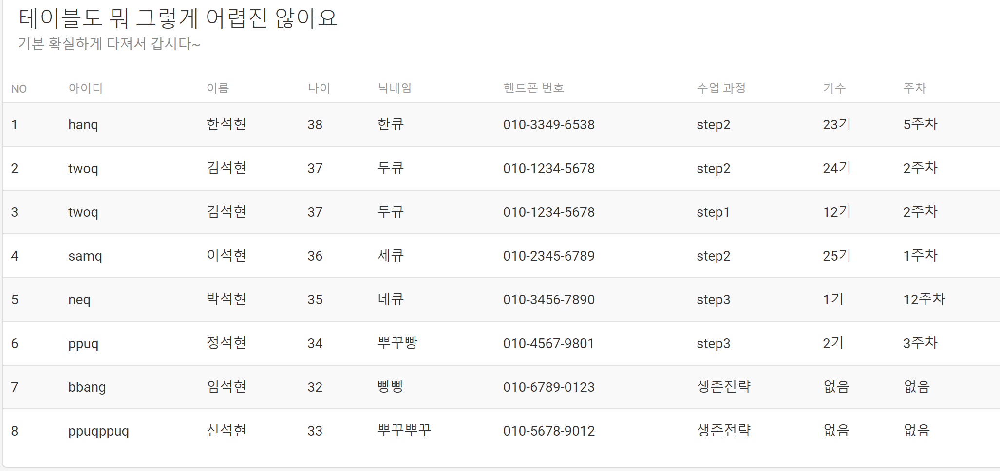 테이블도 뭐 그렇게 어렵진 않아요
기본 확실하게 다져서 갑시다~
NO 아이디 이름 나이 닉네임 핸드폰 번호 수업 과정 기수 주차
1 hanq 한석현 38 한큐 010-3349-6538 step2 23기 5주차
2 twoq 김석현 37 두큐 010-1234-5678 step2 24기 2주차
3 twoq 김석현 37 두큐 010-1234-5678 step1 12기 2주차
4 samq 이석현 36 세큐 010-2345-6789 step2 25기 1주차
5 neq 박석현 35 네큐 010-3456-7890 step3 1기 12주차
6 ppuq 정석현 34 뿌꾸빵 010-4567-9801 step3 2기 3주차
7 bbang 임석현 32 빵빵 010-6789-0123 생존전략 없음 없음
8 ppuqppuq 신석현 33 뿌꾸뿌꾸 010-5678-9012 생존전략 없음 없음